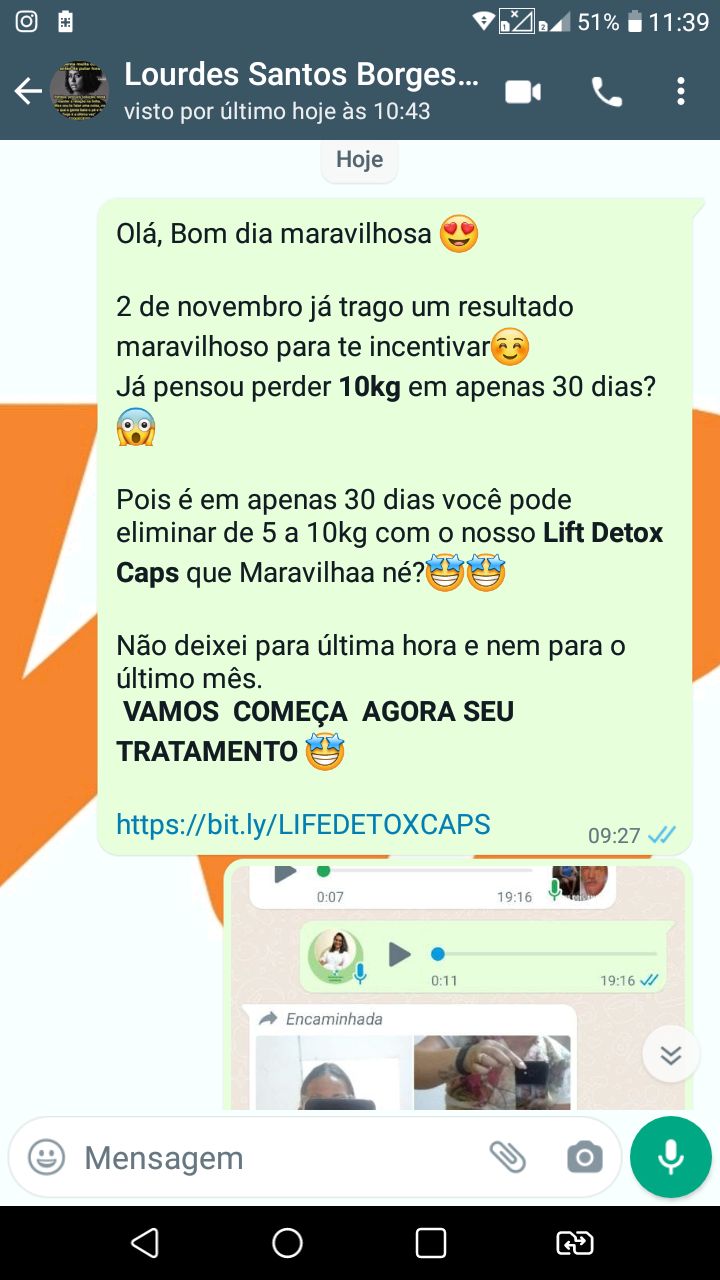 51% 11:39
Lourdes Santos Borges...
visto por último hoje às 10:43
Hoje
Olá, Bom dia maravilhosa 😍
2 de novembro já trago um resultado
maravilhoso para te incentivar☺️
Já pensou perder 10kg em apenas 30 dias?
😱
Pois é em apenas 30 dias você pode
eliminar de 5 a 10kg com o nosso Lift Detox
Caps que Maravilhaa né?🤩🤩
Não deixei para última hora e nem para o
último mês.
VAMOS COMEÇA AGORA SEU
TRATAMENTO 🤩
https://bit.ly/LIFEDETOXCAPS
09:27
0:07 19:16
0:11 19:16
Encaminhada
Mensagem